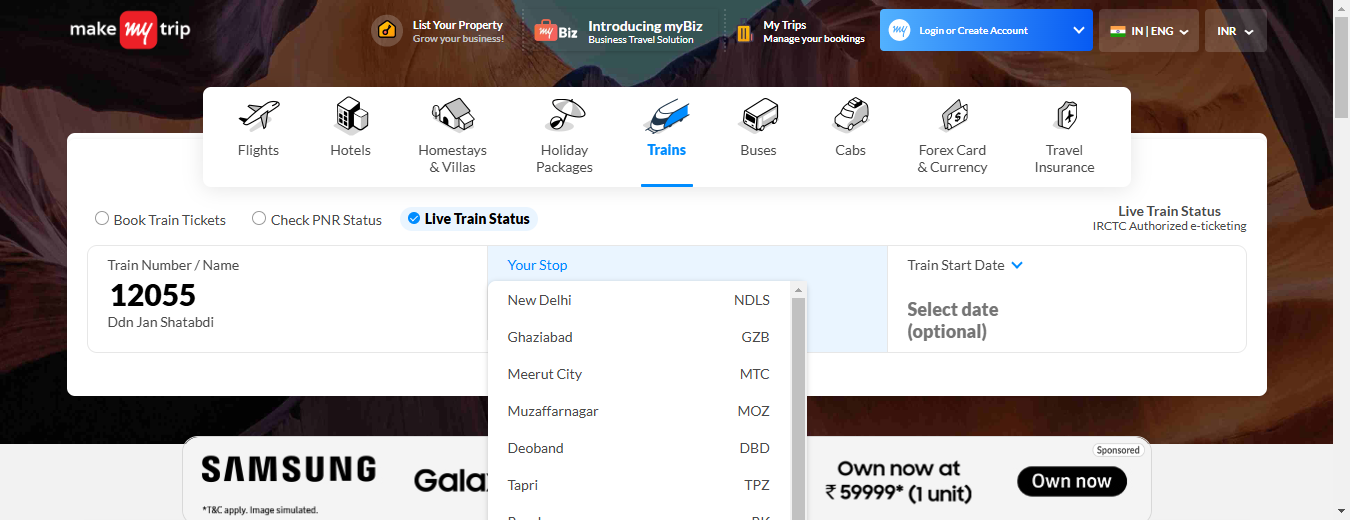 make my trip
List Your Property
Grow your business!
my Biz
Introducing myBiz
Business Travel Solution
My Trips
Manage your bookings
my
Login or Create Account
IN | ENG
INR
Flights
Hotels
Homestays
& Villas
Holiday
Packages
Trains
Buses
Cabs
Forex Card
& Currency
Travel
Insurance
Book Train Tickets
Check PNR Status
Live Train Status
Live Train Status
IRCTC Authorized e-ticketing
Train Number / Name
12055
Ddn Jan Shatabdi
Your Stop
New Delhi NDLS
Ghaziabad GZB
Meerut City MTC
Muzaffarnagar MOZ
Deoband DBD
Tapri TPZ
Train Start Date
Select date
(optional)
SAMSUNG
*T&C apply. Image simulated.
Sponsored
Own now at
₹ 59999* (1 unit)
Own now